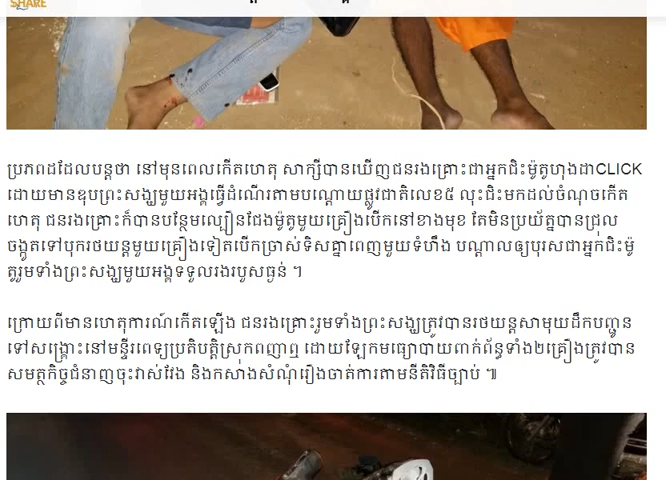 SHARE
ប្រភពដដែលបន្តថា នៅមុនពេលកើតហេតុ សាក្សីបានឃើញជនរងគ្រោះជាអ្នកជិះម៉ូតូហុងដាCLICK
ដោយមានឌុបព្រះសង្ឃមួយអង្គធ្វើដំណើរតាមបណ្តោយផ្លូវជាតិលេខ៥ លុះជិះមកដល់ចំណុចកើត
ហេតុ ជនរងគ្រោះក៏បានបន្ថែមល្បឿនជែងម៉ូតូមួយគ្រឿងបើកនៅខាងមុខ តែមិនប្រយ័ត្នបានជ្រុល
ចង្កូតទៅបុករថយន្តមួយគ្រឿងទៀតបើកច្រាស់ទិសគ្នាពេញមួយទំហឹង បណ្តាលឲ្យបុរសជាអ្នកជិះម៉ូ
តូរួមទាំងព្រះសង្ឃមួយអង្គទទួលរងរបួសធ្ងន់ ។
ក្រោយពីមានហេតុការណ៍កើតឡើង ជនរងគ្រោះរួមទាំងព្រះសង្ឃត្រូវបានរថយន្តសាមុយដឹកបញ្ជូន
ទៅសង្គ្រោះនៅមន្ទីរពេទ្យប្រតិបត្តិស្រុកពញាឮ ដោយឡែកមធ្យោបាយពាក់ព័ន្ធទាំង២គ្រឿងត្រូវបាន
សមត្ថកិច្ចជំនាញចុះវាស់វែង និងកសាងសំណុំរឿងចាត់ការតាមនីតិវិធីច្បាប់ ៕